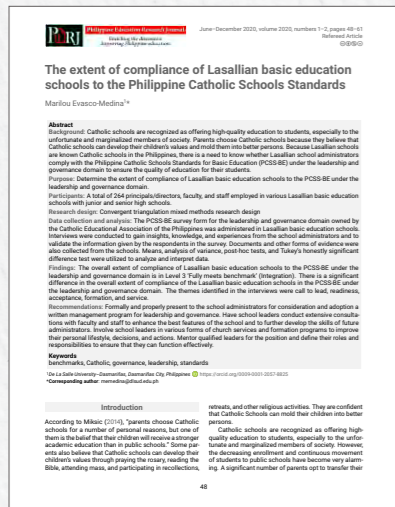 PERJ
Philippine Education Research Journal
Enriching the discourse
Supporting Philippine education
June–December 2020, volume 2020, numbers 1–2, pages 48–61
Refereed Article
The extent of compliance of Lasallian basic education
schools to the Philippine Catholic Schools Standards
Marilou Evasco-Medina¹*
Abstract
Background: Catholic schools are recognized as offering high-quality education to students, especially to the
unfortunate and marginalized members of society. Parents choose Catholic schools because they believe that
Catholic schools can develop their children's values and mold them into better persons. Because Lasallian schools
are known Catholic schools in the Philippines, there is a need to know whether Lasallian school administrators
comply with the Philippine Catholic Schools Standards for Basic Education (PCSS-BE) under the leadership and
governance domain to ensure the quality of education for their students.
Purpose: Determine the extent of compliance of Lasallian basic education schools to the PCSS-BE under the
leadership and governance domain.
Participants: A total of 264 principals/directors, faculty, and staff employed in various Lasallian basic education
schools with junior and senior high schools.
Research design: Convergent triangulation mixed methods research design
Data collection and analysis: The PCSS-BE survey form for the leadership and governance domain owned by
the Catholic Educational Association of the Philippines was administered in Lasallian basic education schools.
Interviews were conducted to gain insights, knowledge, and experiences from the school administrators and to
validate the information given by the respondents in the survey. Documents and other forms of evidence were
also collected from the schools. Means, analysis of variance, post-hoc tests, and Tukey's honestly significant
difference test were utilized to analyze and interpret data.
Findings: The overall extent of compliance of Lasallian basic education schools to the PCSS-BE under the
leadership and governance domain is in Level 3 'Fully meets benchmark' (Integration). There is a significant
difference in the overall extent of compliance of the Lasallian basic education schools in the PCSS-BE under
the leadership and governance domain. The themes identified in the interviews were call to lead, readiness,
acceptance, formation, and service.
Recommendations: Formally and properly present to the school administrators for consideration and adoption a
written management program for leadership and governance. Have school leaders conduct extensive consulta-
tions with faculty and staff to enhance the best features of the school and to further develop the skills of future
administrators. Involve school leaders in various forms of church services and formation programs to improve
their personal lifestyle, decisions, and actions. Mentor qualified leaders for the position and define their roles and
responsibilities to ensure that they can function effectively.
Keywords
benchmarks, Catholic, governance, leadership, standards
¹ De La Salle University–Dasmariñas, Dasmariñas City, Philippines
*Corresponding author:
Introduction
According to Miksic (2014), "parents choose Catholic
schools for a number of personal reasons, but one of
them is the belief that their children will receive a stronger
academic education than in public schools." Some par-
ents also believe that Catholic schools can develop their
children's values through praying the rosary, reading the
Bible, attending mass, and participating in recollections,
retreats, and other religious activities. They are confident
that Catholic Schools can mold their children into better
persons.
Catholic schools are recognized as offering high-
quality education to students, especially to the unfor-
tunate and marginalized members of society. However,
the decreasing enrollment and continuous movement
of students to public schools have become very alarm-
ing. A significant number of parents opt to transfer their
48